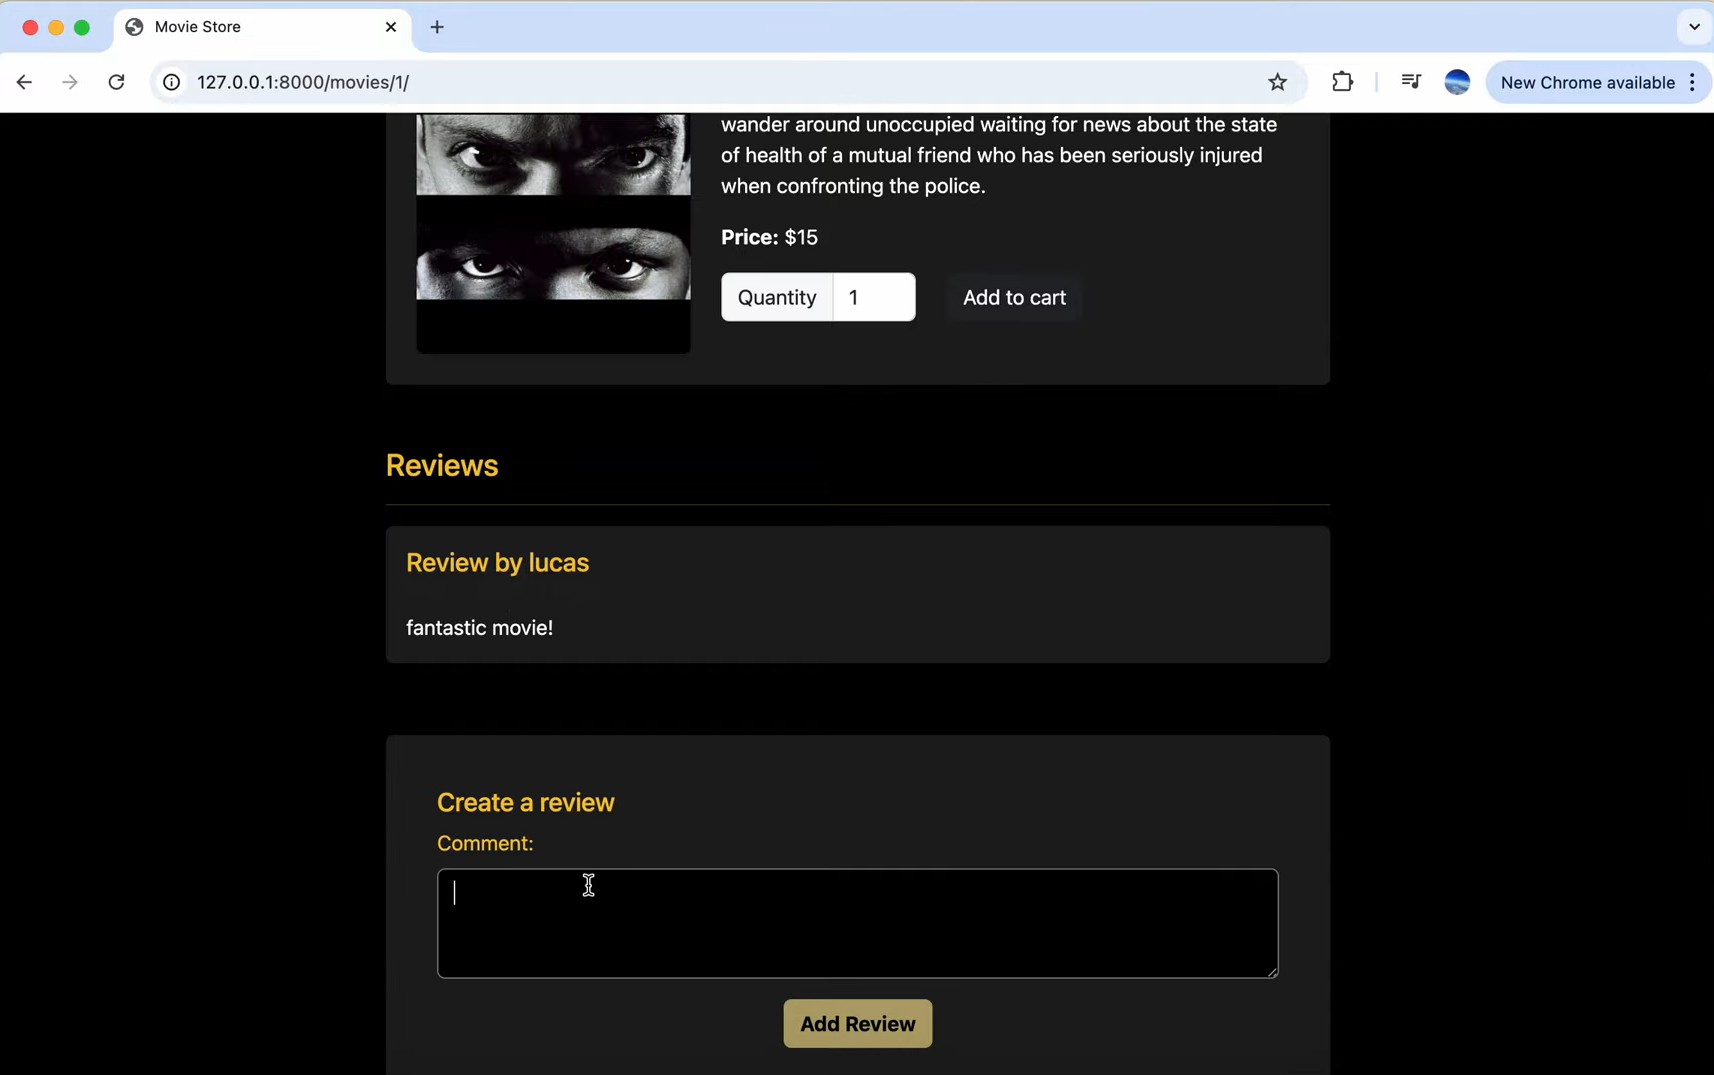 Movie Store
127.0.0.1:8000/movies/1/
New Chrome available
wander around unoccupied waiting for news about the state
of health of a mutual friend who has been seriously injured
when confronting the police.
Price: $15
Quantity 1 Add to cart
Reviews
Review by lucas
fantastic movie!
Create a review
Comment:
Add Review